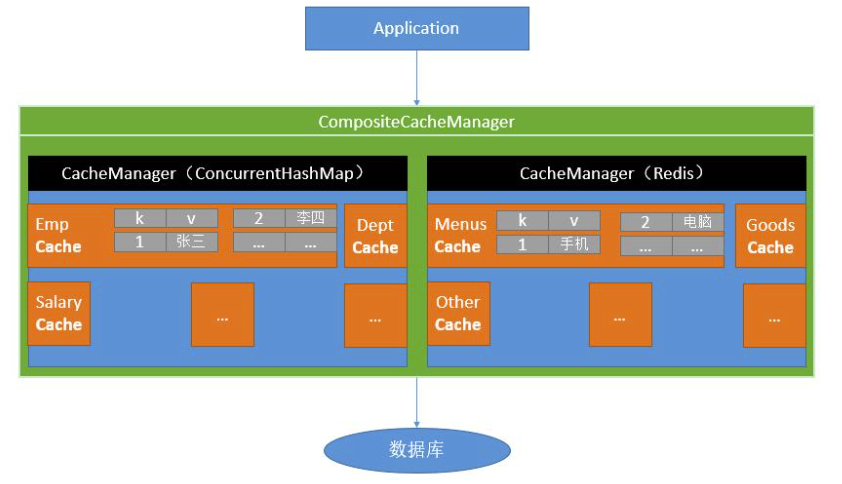 Application
CompositeCacheManager
CacheManager（ConcurrentHashMap）
CacheManager（Redis）
Emp
Cache
k v
1 张三
2 李四
... ...
Dept
Cache
Menus
Cache
k v
1 手机
2 电脑
... ...
Goods
Cache
Salary
Cache
...
...
Other
Cache
...
...
数据库